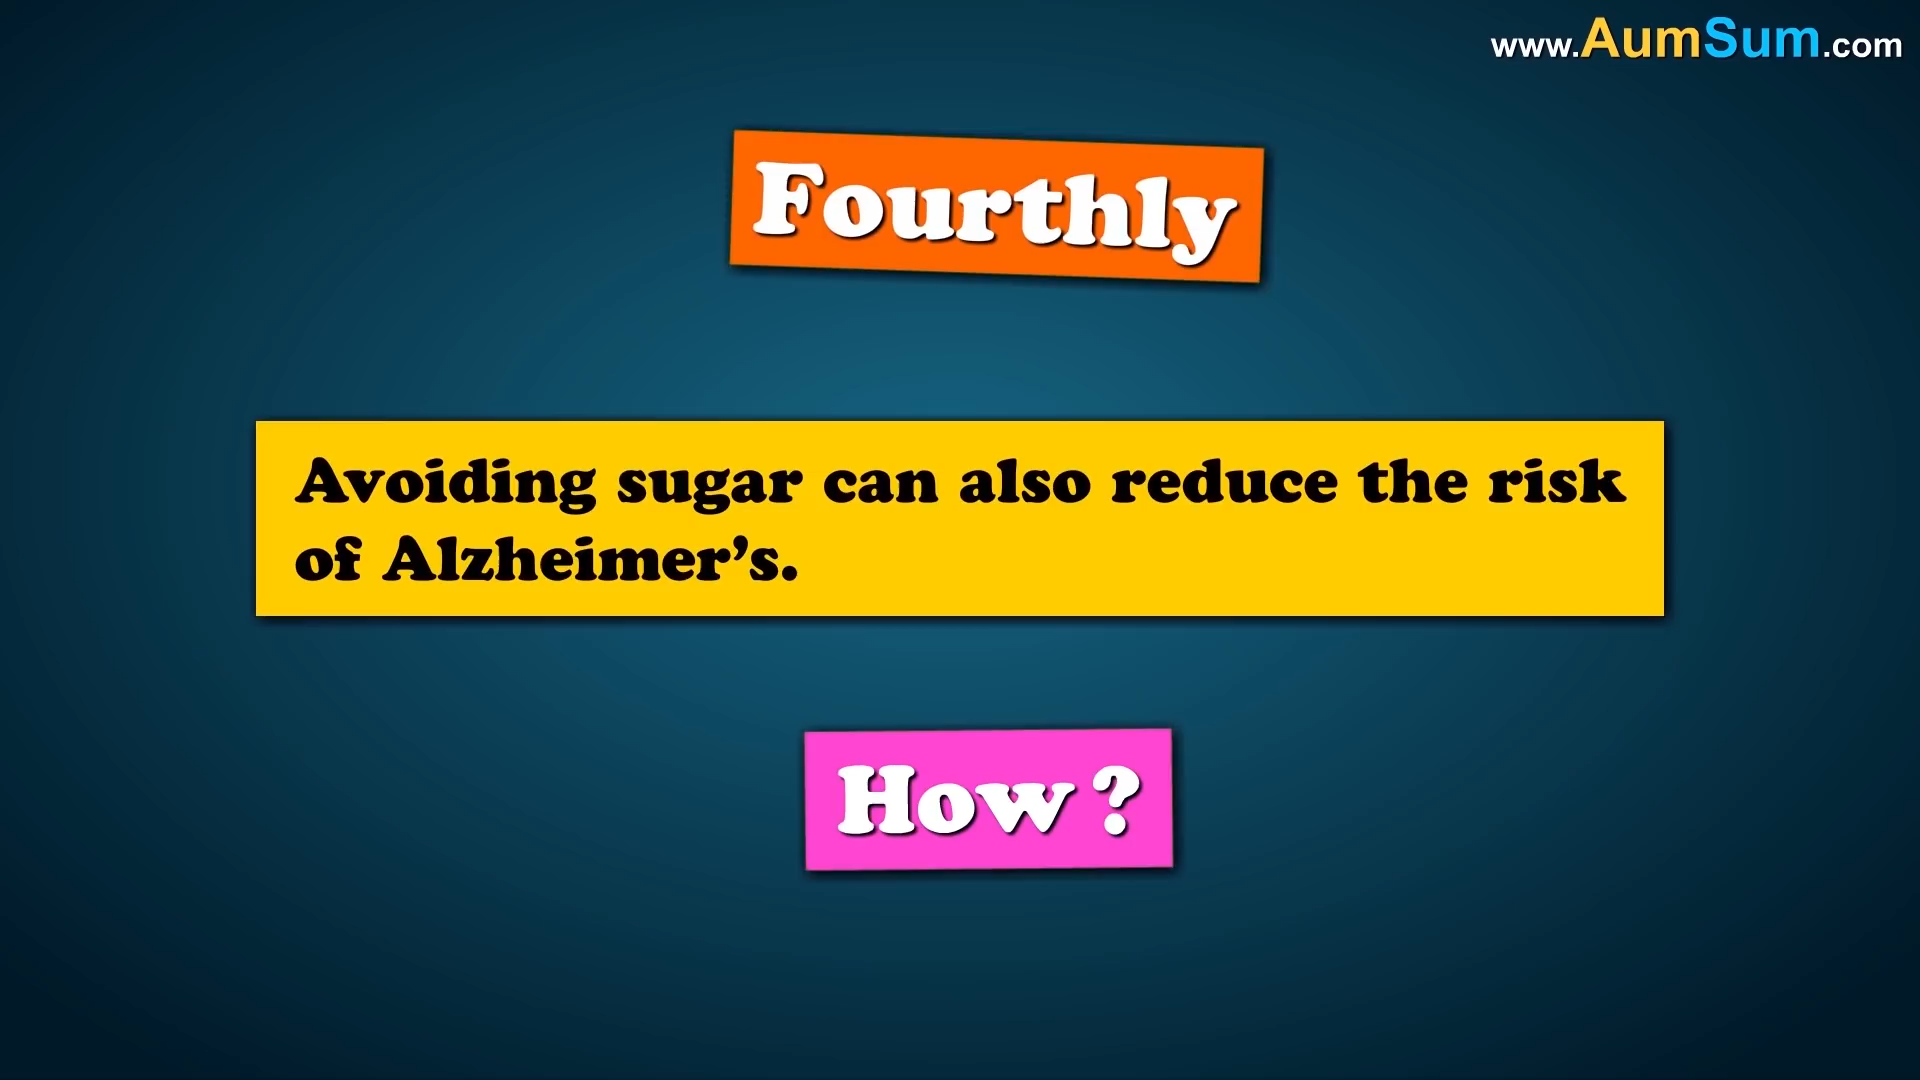 www.AumSum.com
Fourthly
Avoiding sugar can also reduce the risk
of Alzheimer’s.
How ?